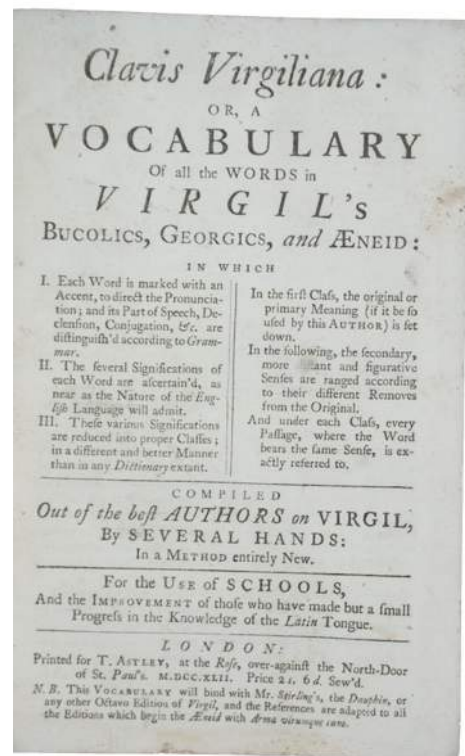 Clavis Virgiliana:
OR, A
VOCABULARY
Of all the WORDS in
VIRGIL's
BUCOLICS, GEORGICS, and ÆNEID:
IN WHICH
I. Each Word is marked with an
Accent, to direct the Pronuncia-
tion; and its Part of Speech, De-
clension, Conjugation, &c. are
distinguish'd according to Gram-
mar.
II. The several Significations of
each Word are ascertain'd, as
near as the Nature of the Eng-
lish Language will admit.
III. These various Significations
are reduced into proper Classes;
in a different and better Manner
than in any Dictionary extant.
In the first Class, the original or
primary Meaning (if it be so
used by this AUTHOR) is set
down.
In the following, the secondary,
more and figurative
Senses are ranged according
to their different Removes
from the Original.
And under each Class, every
Passage, where the Word
bears the same Sense, is ex-
actly referred to.
COMPILED
Out of the best AUTHORS on VIRGIL,
By SEVERAL HANDS:
In a METHOD entirely New.
For the USE of SCHOOLS,
And the IMPROVEMENT of those who have made but a small
Progress in the Knowledge of the Latin Tongue.
LONDON:
Printed for T. ASTLEY, at the Rose, over-against the North-Door
of St. Paul's. M.DCC.XLII. Price 2 s. 6 d. Sew'd.
N. B. This VOCABULARY will bind with Mr. Stirling's, the Dauphin, or
any other Octavo Edition of Virgil, and the References are adapted to all
the Editions which begin the Æneid with Arma virumque cano.